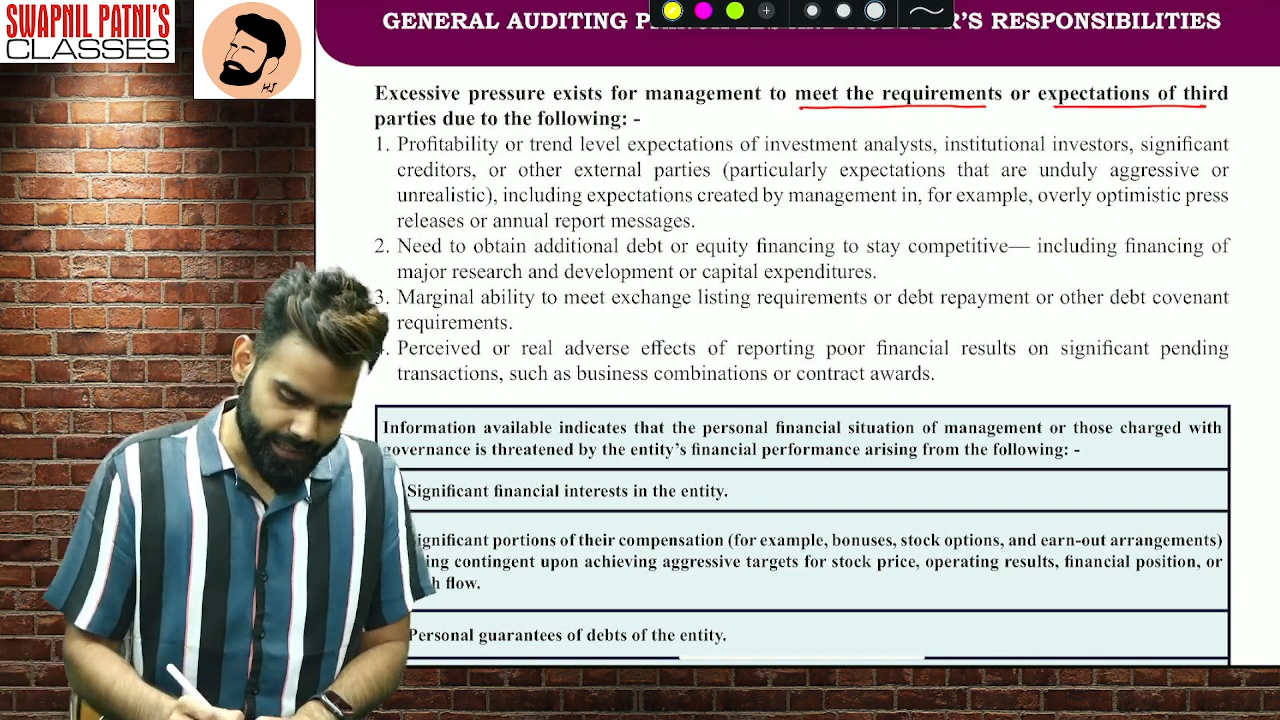 SWAPNIL PATNI'S
CLASSES
HJ
GENERAL AUDITING AND AUDITOR'S RESPONSIBILITIES
Excessive pressure exists for management to meet the requirements or expectations of third
parties due to the following: -
1. Profitability or trend level expectations of investment analysts, institutional investors, significant
creditors, or other external parties (particularly expectations that are unduly aggressive or
unrealistic), including expectations created by management in, for example, overly optimistic press
releases or annual report messages.
2. Need to obtain additional debt or equity financing to stay competitive— including financing of
major research and development or capital expenditures.
3. Marginal ability to meet exchange listing requirements or debt repayment or other debt covenant
requirements.
Perceived or real adverse effects of reporting poor financial results on significant pending
transactions, such as business combinations or contract awards.
Information available indicates that the personal financial situation of management or those charged with
governance is threatened by the entity's financial performance arising from the following: -
Significant financial interests in the entity.
ignificant portions of their compensation (for example, bonuses, stock options, and earn-out arrangements)
ing contingent upon achieving aggressive targets for stock price, operating results, financial position, or
h flow.
Personal guarantees of debts of the entity.